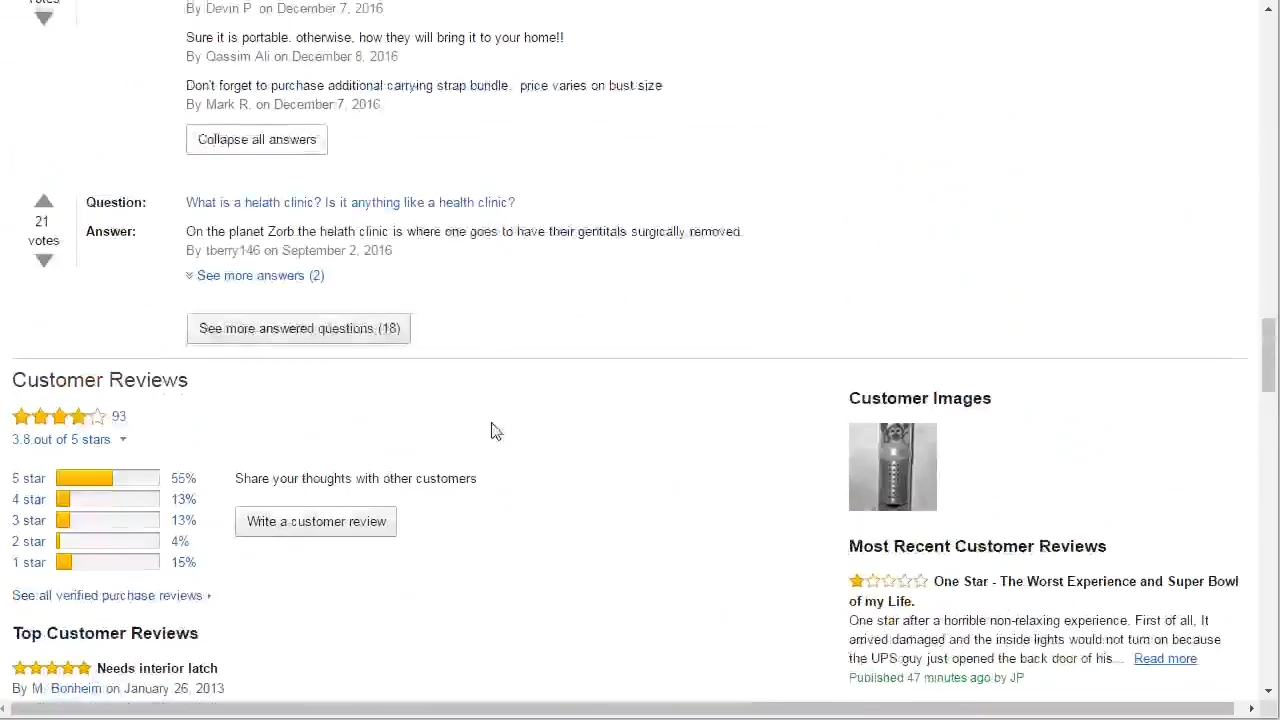 votes
By Devin P. on December 7, 2016
Sure it is portable. otherwise, how they will bring it to your home!!
By Qassim Ali on December 8, 2016
Don't forget to purchase additional carrying strap bundle. price varies on bust size
By Mark R. on December 7, 2016
Collapse all answers
21
votes
Question: What is a helath clinic? Is it anything like a health clinic?
Answer: On the planet Zorb the helath clinic is where one goes to have their genitals surgically removed.
By tberry146 on September 2, 2016
See more answers (2)
See more answered questions (18)
Customer Reviews
93
3.8 out of 5 stars
5 star 55%
4 star 13%
3 star 13%
2 star 4%
1 star 15%
Share your thoughts with other customers
Write a customer review
See all verified purchase reviews ›
Top Customer Reviews
Needs interior latch
By M. Bonheim on January 26, 2013
Customer Images
Most Recent Customer Reviews
One Star - The Worst Experience and Super Bowl
of my Life.
One star after a horrible non-relaxing experience. First of all, It
arrived damaged and the inside lights would not turn on because
the UPS guy just opened the back door of his... Read more
Published 47 minutes ago by JP